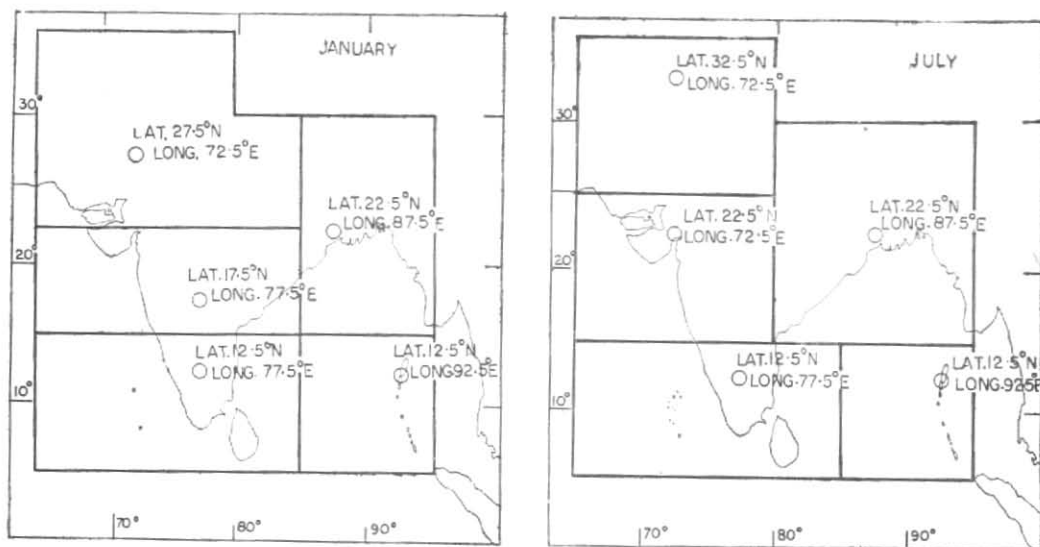 JANUARY
30°
LAT. 27.5°N
LONG. 72.5°E
LAT. 22.5°N
LONG. 87.5°E
20°
LAT. 17.5°N
LONG. 77.5°E
LAT. 12.5°N
LONG. 77.5°E
LAT. 12.5°N
LONG 92.5°E
10°
70°
80°
90°
JULY
LAT. 32.5°N
LONG. 72.5°E
30°
LAT. 22.5°N
LONG. 72.5°E
LAT. 22.5°N
LONG. 87.5°E
20°
LAT. 12.5°N
LONG. 77.5°E
LAT. 12.5°N
LONG. 925E
10°
70°
80°
90°